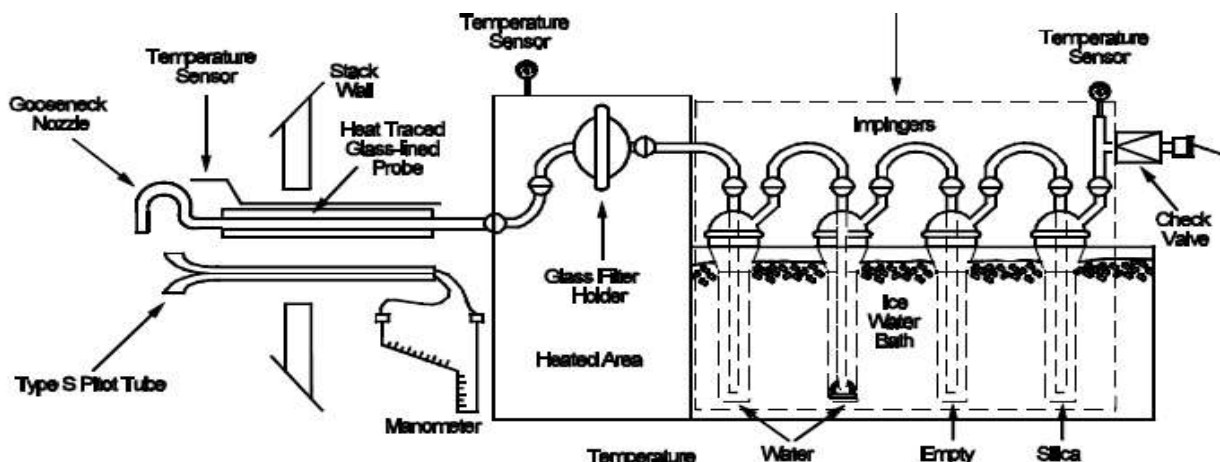 Temperature
Sensor
Gooseneck
Nozzle
Stack
Wall
Heat Traced
Glass-lined
Probe
Temperature
Sensor
Impingers
Temperature
Sensor
Check
Valve
Glass Filter
Holder
Ice
Water
Bath
Heated Area
Type S Pitot Tube
Manometer
Temperature
Water
Empty
Silica